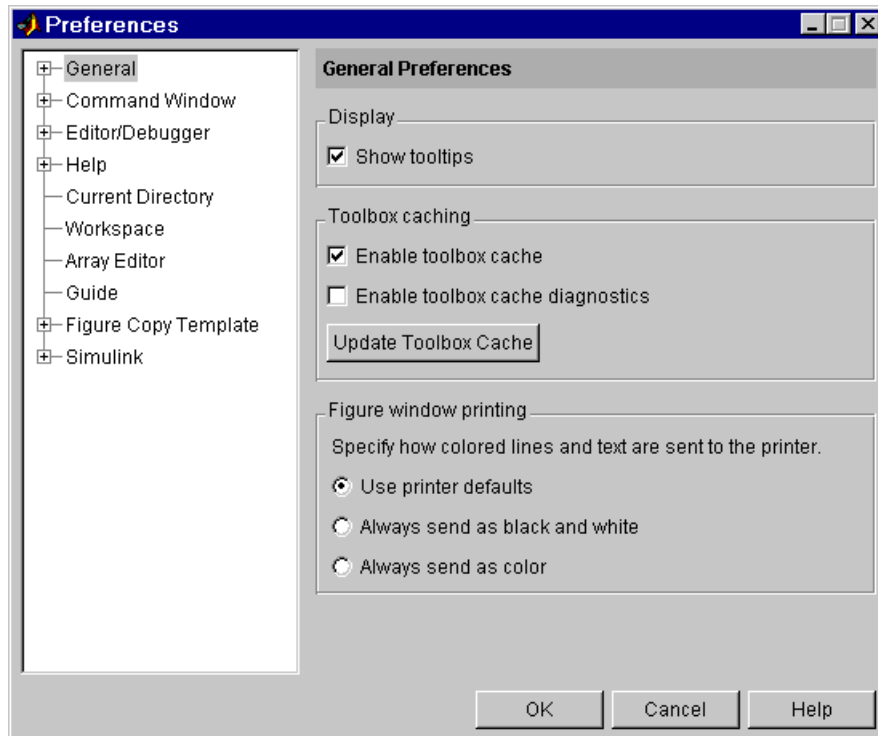 Preferences
General
Command Window
Editor/Debugger
Help
Current Directory
Workspace
Array Editor
Guide
Figure Copy Template
Simulink
General Preferences
Display
Show tooltips
Toolbox caching
Enable toolbox cache
Enable toolbox cache diagnostics
Update Toolbox Cache
Figure window printing
Specify how colored lines and text are sent to the printer.
Use printer defaults
Always send as black and white
Always send as color
OK Cancel Help